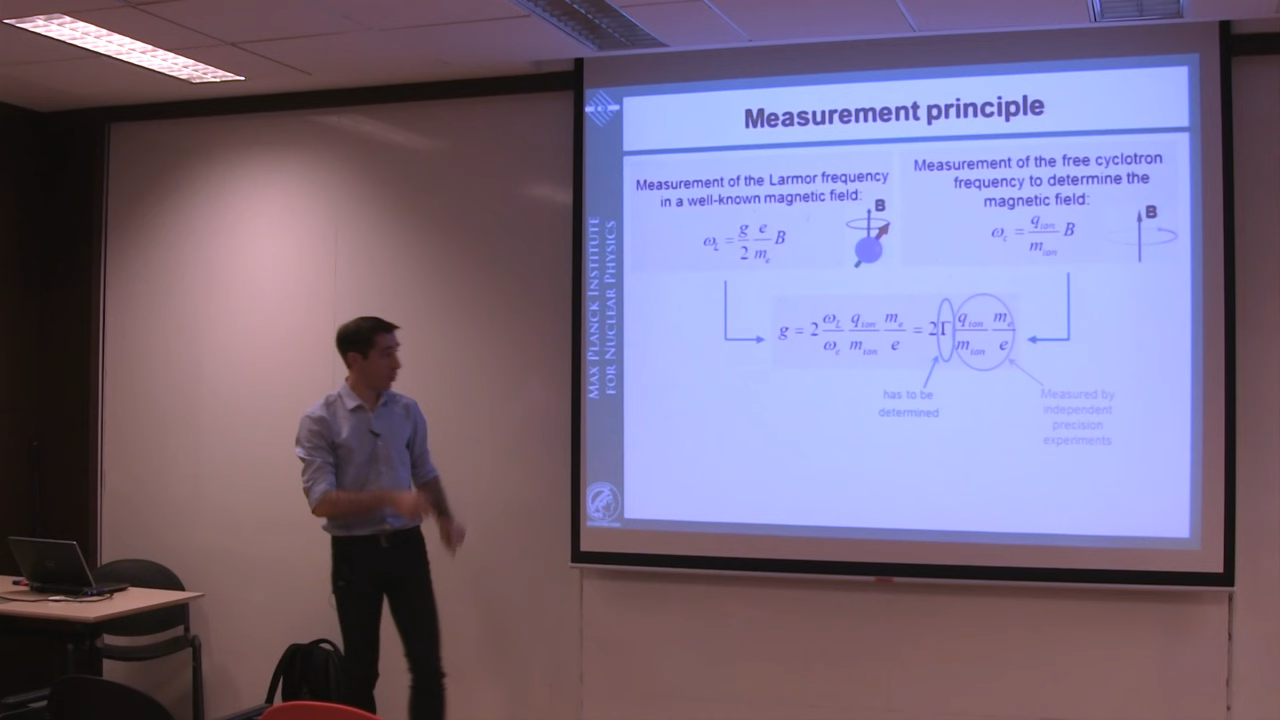 Measurement principle
MAX PLANCK INSTITUTE
FOR NUCLEAR PHYSICS
Measurement of the Larmor frequency
in a well-known magnetic field:
B
ω_L = g/2 e/m_e B
Measurement of the free cyclotron
frequency to determine the
magnetic field:
B
ω_c = q_ion/m_ion B
g = 2 ω_L/ω_c q_ion/m_ion m_e/e = 2Γ q_ion/m_ion m_e/e
has to be
determined
Measured by
independent
precision
experiments